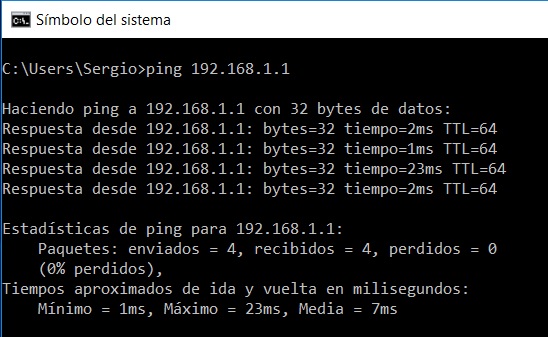 Símbolo del sistema
C:\Users\Sergio>ping 192.168.1.1
Haciendo ping a 192.168.1.1 con 32 bytes de datos:
Respuesta desde 192.168.1.1: bytes=32 tiempo=2ms TTL=64
Respuesta desde 192.168.1.1: bytes=32 tiempo=1ms TTL=64
Respuesta desde 192.168.1.1: bytes=32 tiempo=23ms TTL=64
Respuesta desde 192.168.1.1: bytes=32 tiempo=2ms TTL=64
Estadísticas de ping para 192.168.1.1:
    Paquetes: enviados = 4, recibidos = 4, perdidos = 0
    (0% perdidos),
Tiempos aproximados de ida y vuelta en milisegundos:
    Mínimo = 1ms, Máximo = 23ms, Media = 7ms